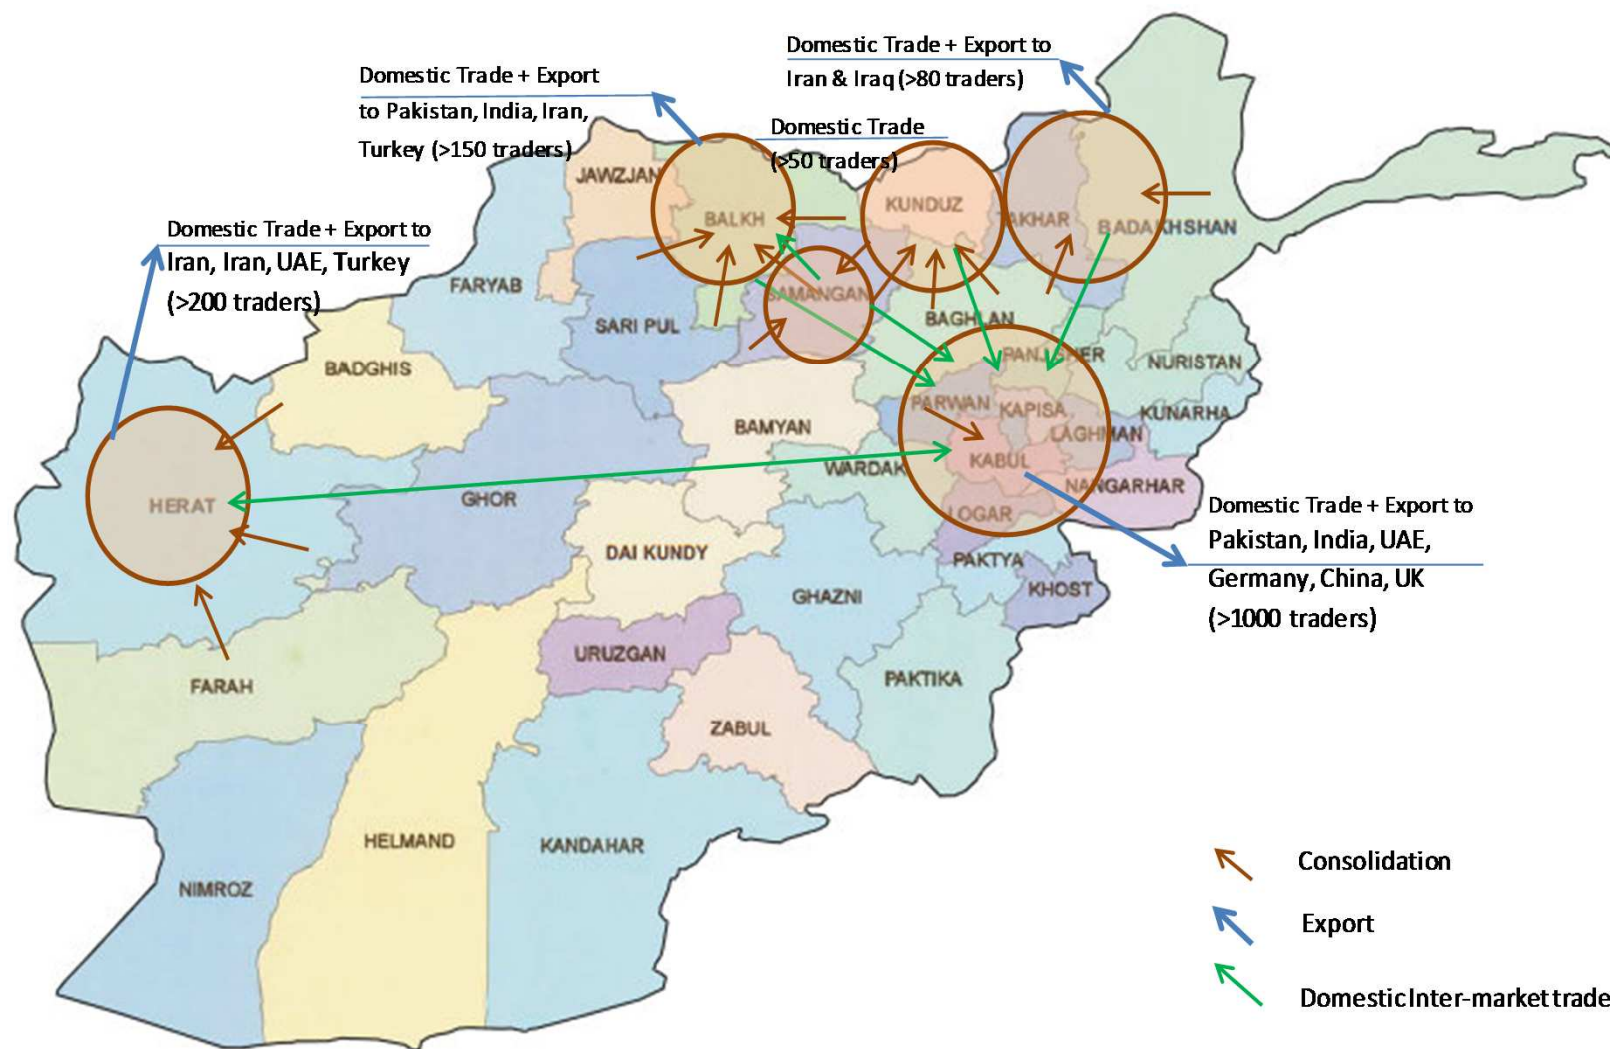 Domestic Trade + Export to
Iran & Iraq (>80 traders)
Domestic Trade + Export
to Pakistan, India, Iran,
Turkey (>150 traders)
Domestic Trade
(>50 traders)
Domestic Trade + Export to
Iran, Iran, UAE, Turkey
(>200 traders)
JAWZJAN
BALKH
KUNDUZ
TAKHAR
BADAKHSHAN
FARYAB
SARI PUL
SAMANGAN
BAGHLAN
BADGHIS
PANJSHER
NURISTAN
PARWAN
KAPISA
KUNARHA
BAMYAN
LAGHMAN
WARDAK
KABUL
NANGARHAR
HERAT
GHOR
LOGAR
Domestic Trade + Export to
Pakistan, India, UAE,
Germany, China, UK
(>1000 traders)
DAI KUNDY
PAKTYA
GHAZNI
KHOST
URUZGAN
FARAH
PAKTIKA
ZABUL
HELMAND
KANDAHAR
NIMROZ
Consolidation
Export
Domestic Inter-market trade